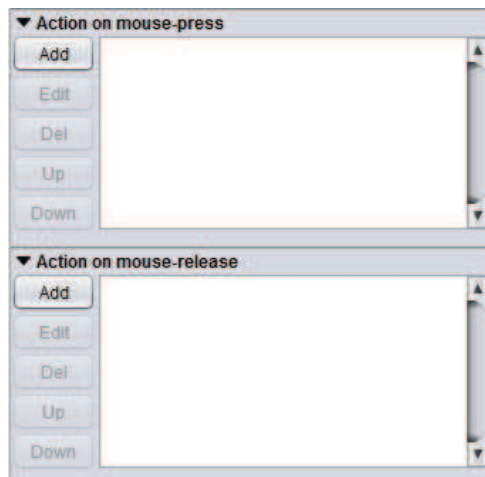 Action on mouse-press
Add
Edit
Del
Up
Down
Action on mouse-release
Add
Edit
Del
Up
Down